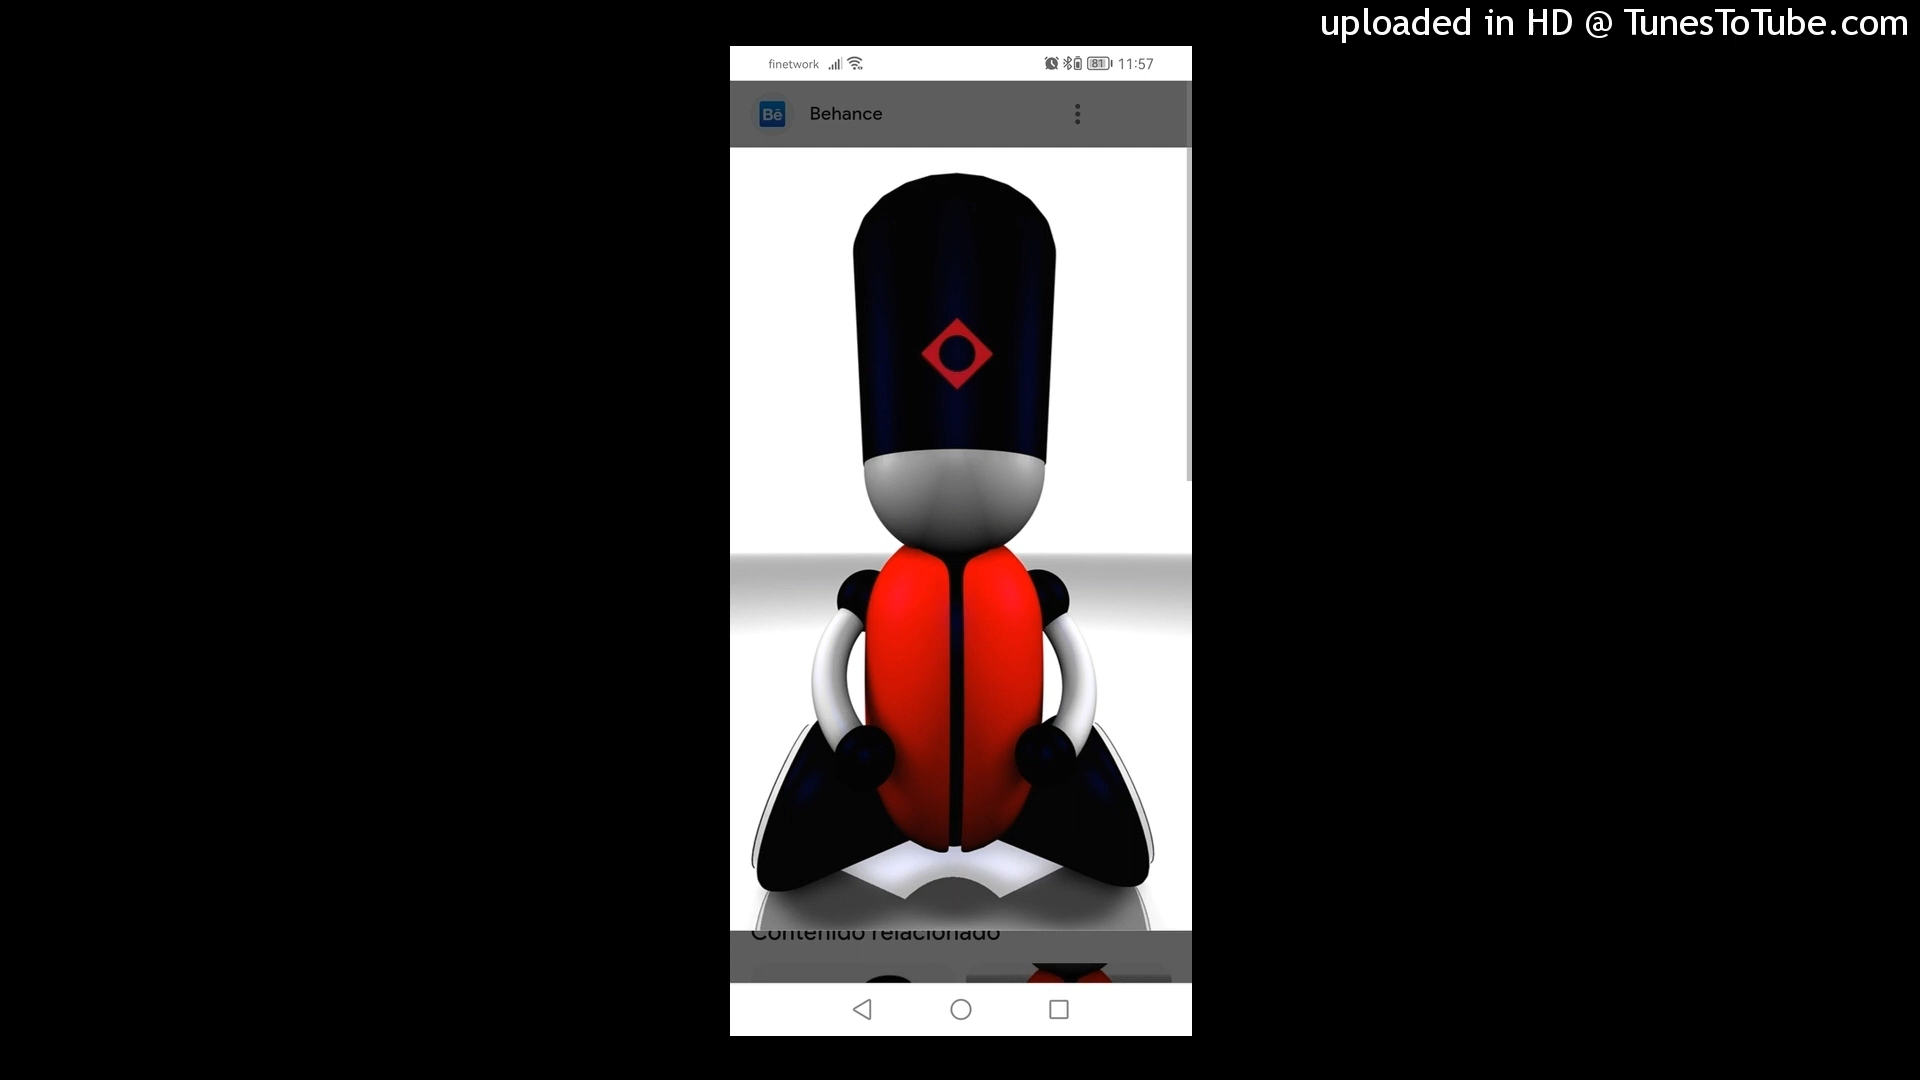 uploaded in HD @ TunesToTube.com
finetwork 81 11:57
Bē Behance
Contenido relacionado